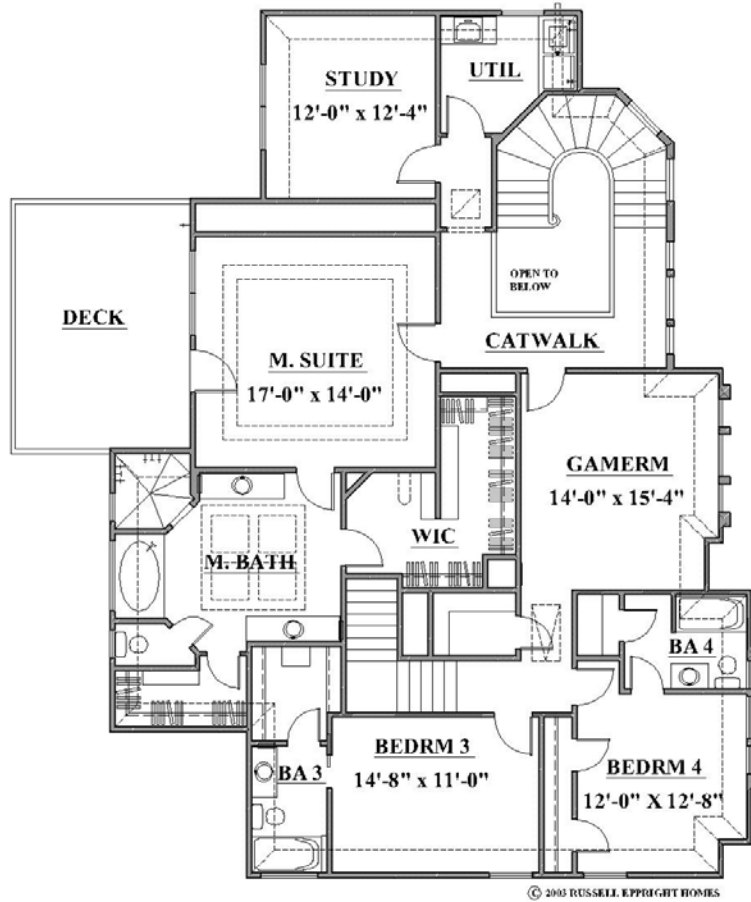 STUDY
12'-0" x 12'-4"
UTIL
OPEN TO
BELOW
DECK
CATWALK
M. SUITE
17'-0" x 14'-0"
GAMERM
14'-0" x 15'-4"
WIC
M. BATH
BA 4
BEDRM 3
14'-8" x 11'-0"
BA 3
BEDRM 4
12'-0" X 12'-8"
© 2003 RUSSELL EPPRIGHT HOMES